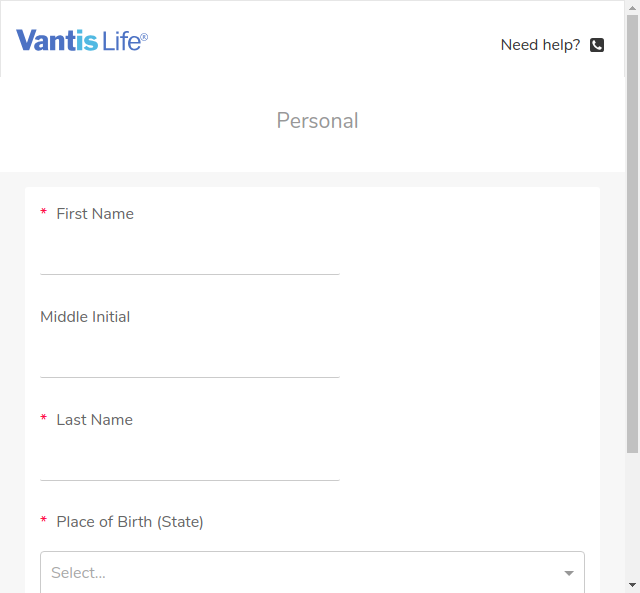 Vantis Life®
Need help?
Personal
* First Name
Middle Initial
* Last Name
* Place of Birth (State)
Select...